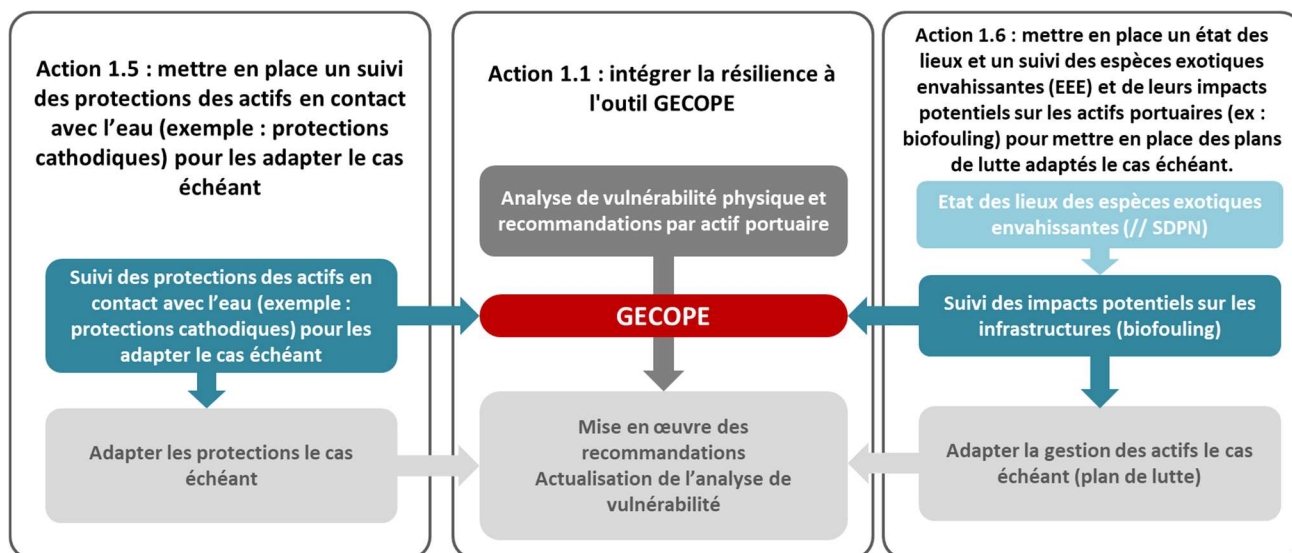 Action 1.5 : mettre en place un suivi
des protections des actifs en contact
avec l’eau (exemple : protections
cathodiques) pour les adapter le cas
échéant
Suivi des protections des actifs en
contact avec l’eau (exemple :
protections cathodiques) pour les
adapter le cas échéant
Adapter les protections le cas
échéant
Action 1.1 : intégrer la résilience à
l'outil GECOPE
Analyse de vulnérabilité physique et
recommandations par actif portuaire
GECOPE
Mise en œuvre des
recommandations
Actualisation de l’analyse de
vulnérabilité
Action 1.6 : mettre en place un état des
lieux et un suivi des espèces exotiques
envahissantes (EEE) et de leurs impacts
potentiels sur les actifs portuaires (ex :
biofouling) pour mettre en place des plans
de lutte adaptés le cas échéant.
Etat des lieux des espèces exotiques
envahissantes (// SDPN)
Suivi des impacts potentiels sur les
infrastructures (biofouling)
Adapter la gestion des actifs le cas
échéant (plan de lutte)